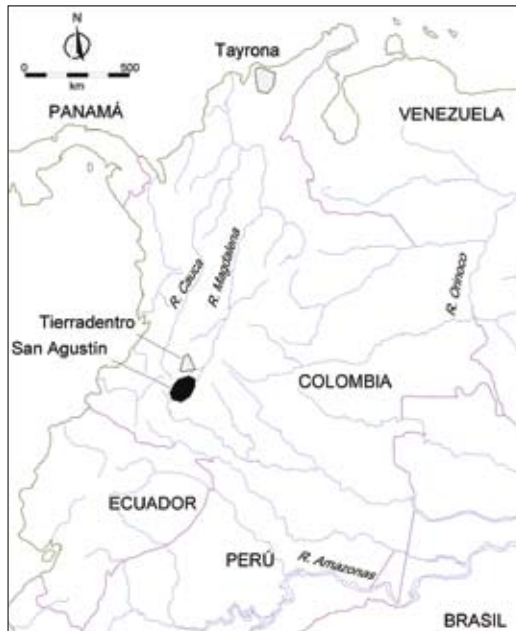 N
0 500
km
Tayrona
PANAMÁ
VENEZUELA
R. Cauca
R. Magdalena
R. Orinoco
Tierradentro
San Agustín
COLOMBIA
ECUADOR
PERÚ
R. Amazonas
BRASIL